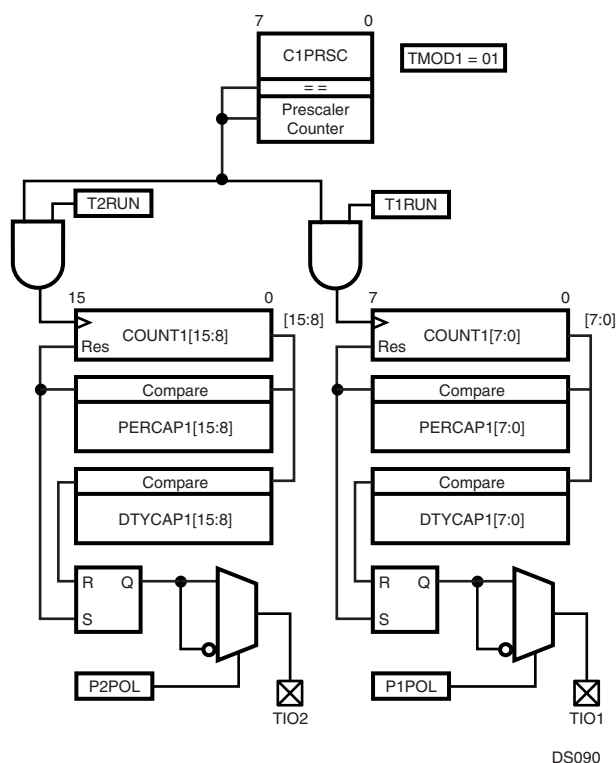 7 0
C1PRSC
TMOD1 = 01
= =
Prescaler
Counter
T2RUN
T1RUN
15 0
[15:8]
7 0
[7:0]
COUNT1[15:8]
Res
COUNT1[7:0]
Res
Compare
PERCAP1[15:8]
Compare
PERCAP1[7:0]
Compare
DTYCAP1[15:8]
Compare
DTYCAP1[7:0]
R Q
S
R Q
S
P2POL
P1POL
TIO2
TIO1
DS090